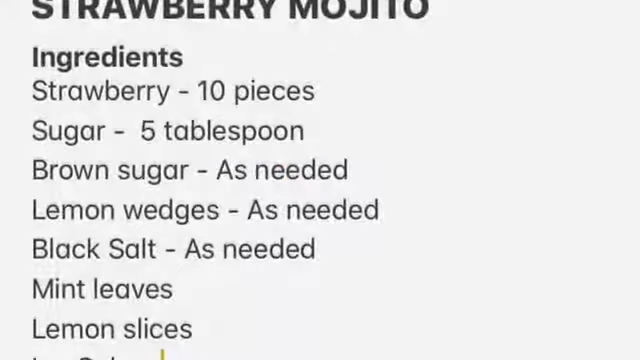 STRAWBERRY MOJITO
Ingredients
Strawberry - 10 pieces
Sugar -  5 tablespoon
Brown sugar - As needed
Lemon wedges - As needed
Black Salt - As needed
Mint leaves
Lemon slices